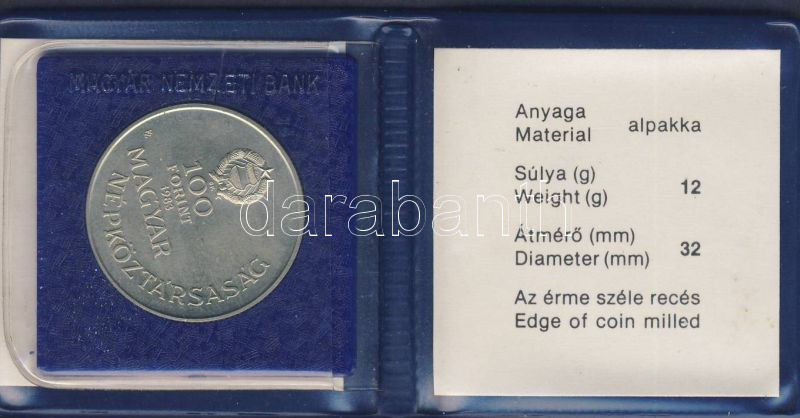 MAGYAR NEMZETI BANK
100
FORINT
MAGYAR
NÉPKÖZTÁRSASÁG
darabanth
Anyaga
Material
alpakka
Súlya (g)
Weight (g)
12
Átmérő (mm)
Diameter (mm)
32
Az érme széle recés
Edge of coin milled